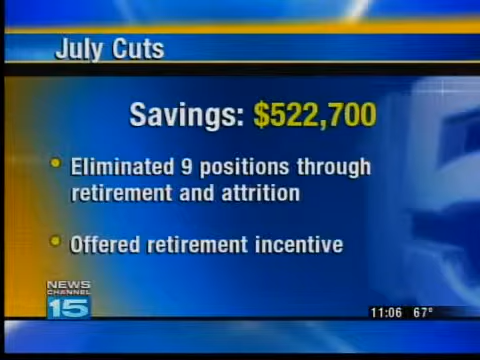 July Cuts
Savings: $522,700
• Eliminated 9 positions through
retirement and attrition
• Offered retirement incentive
NEWS
CHANNEL
15
11:06 67°